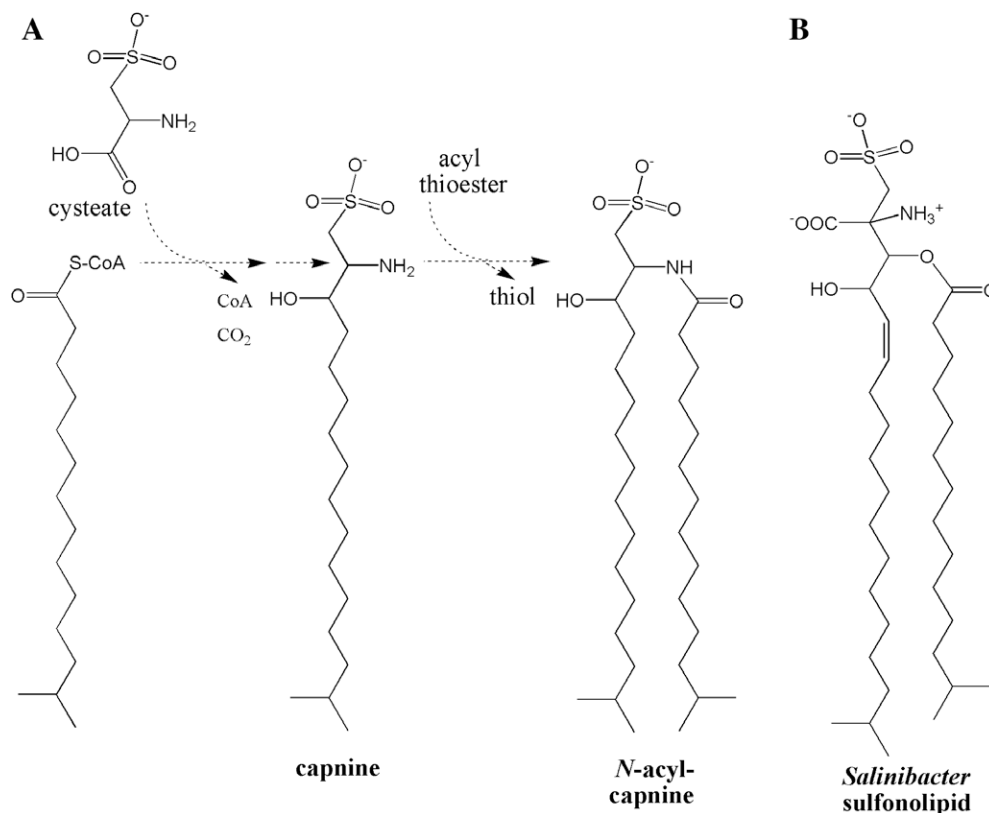 A
B
O-
O
S
O
NH2
HO
O
cysteate
S-CoA
O
CoA
CO2
O-
O
S
O
NH2
HO
capnine
acyl
thioester
thiol
O-
O
S
O
NH
HO
O
N-acyl-
capnine
-O
O
S
O
-OOC
NH3+
O
HO
O
Salinibacter
sulfonolipid